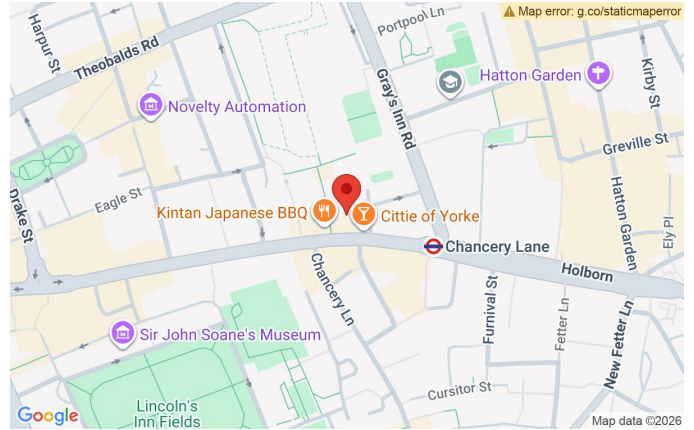 Map error: g.co/staticmaperror
Portpool Ln
Harpur St
Theobalds Rd
Gray's Inn Rd
Hatton Garden
Kirby St
Novelty Automation
Greville St
Eagle St
Drake St
Kintan Japanese BBQ
Cittie of Yorke
Hatton Garden
Ely Pl
Chancery Lane
Holborn
Chancery Ln
Furnival St
Fetter Ln
New Fetter Ln
Sir John Soane's Museum
Cursitor St
Lincoln's
Inn Fields
Google
Map data ©2026